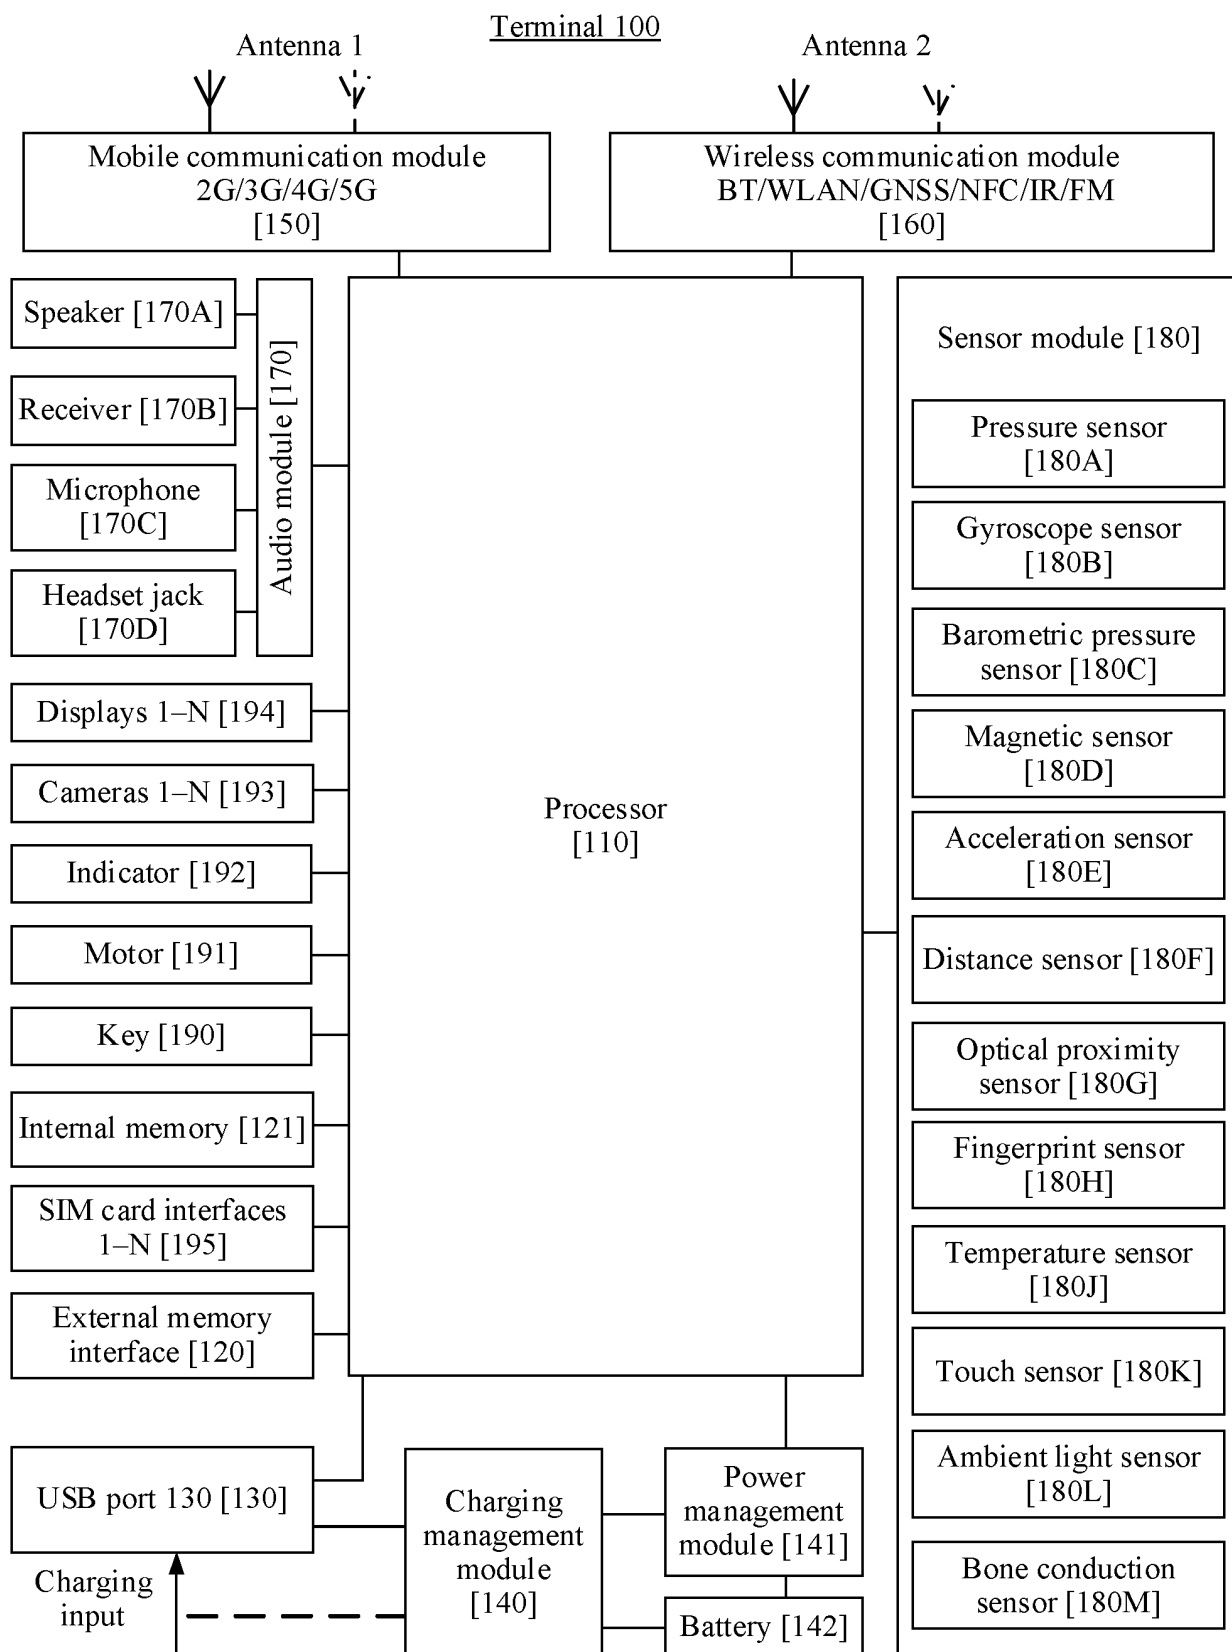 Terminal 100
Antenna 1
Antenna 2
Mobile communication module
2G/3G/4G/5G
[150]
Wireless communication module
BT/WLAN/GNSS/NFC/IR/FM
[160]
Speaker [170A]
Receiver [170B]
Microphone
[170C]
Headset jack
[170D]
Audio module [170]
Displays 1–N [194]
Cameras 1–N [193]
Indicator [192]
Motor [191]
Key [190]
Internal memory [121]
SIM card interfaces
1–N [195]
External memory
interface [120]
Processor
[110]
Sensor module [180]
Pressure sensor
[180A]
Gyroscope sensor
[180B]
Barometric pressure
sensor [180C]
Magnetic sensor
[180D]
Acceleration sensor
[180E]
Distance sensor [180F]
Optical proximity
sensor [180G]
Fingerprint sensor
[180H]
Temperature sensor
[180J]
Touch sensor [180K]
Ambient light sensor
[180L]
Bone conduction
sensor [180M]
USB port 130 [130]
Charging
input
Charging
management
module
[140]
Power
management
module [141]
Battery [142]